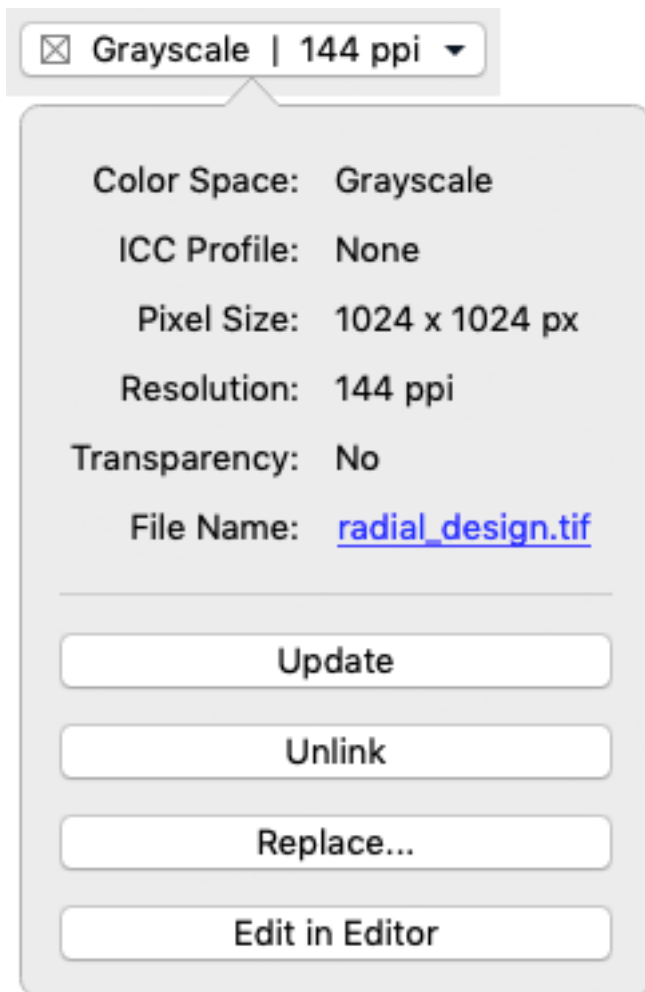 Grayscale | 144 ppi
Color Space: Grayscale
ICC Profile: None
Pixel Size: 1024 x 1024 px
Resolution: 144 ppi
Transparency: No
File Name: radial_design.tif
Update
Unlink
Replace...
Edit in Editor